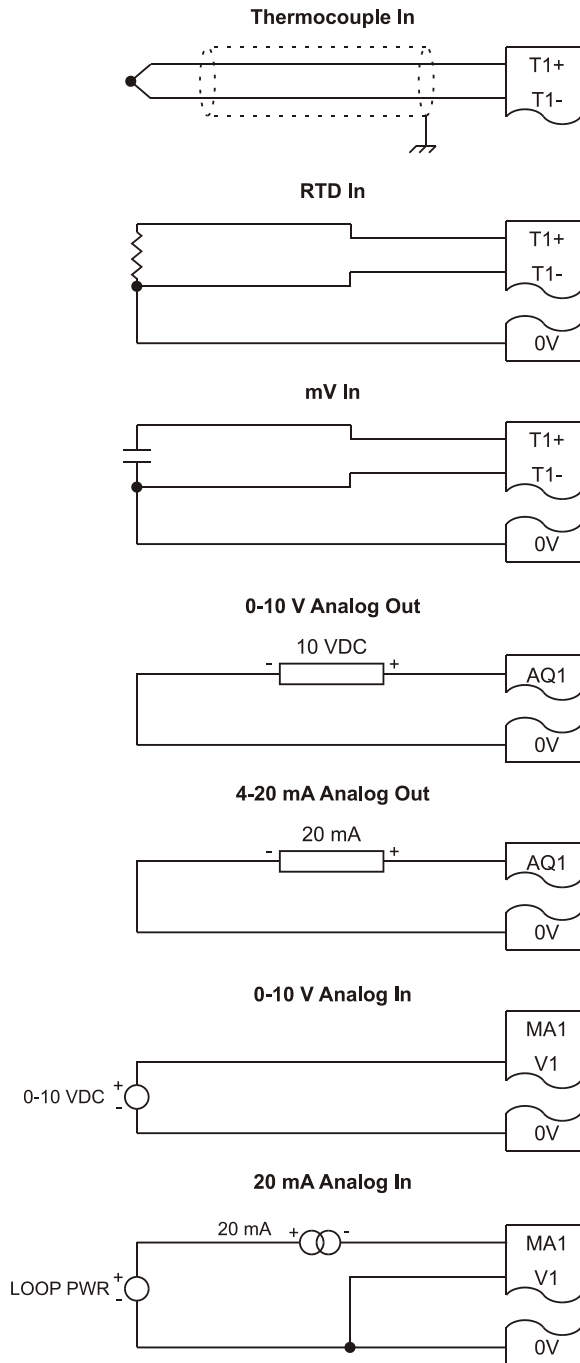 Thermocouple In
T1+
T1-
RTD In
T1+
T1-
0V
mV In
T1+
T1-
0V
0-10 V Analog Out
- 10 VDC +
AQ1
0V
4-20 mA Analog Out
- 20 mA +
AQ1
0V
0-10 V Analog In
MA1
V1
0-10 VDC +
-
0V
20 mA Analog In
20 mA + -
MA1
V1
LOOP PWR +
-
0V